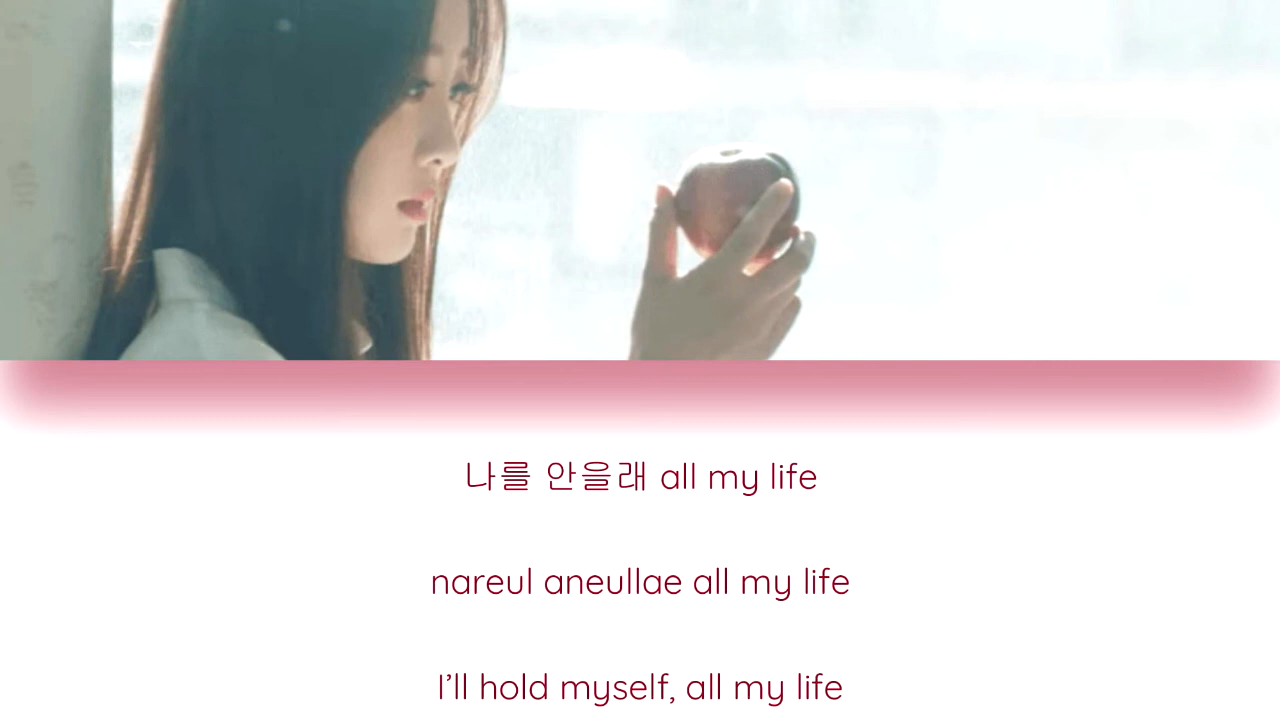 나를 안을래 all my life
nareul aneullae all my life
I’ll hold myself, all my life